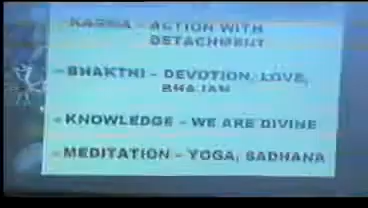 - KARMA - ACTION WITH
DETACHMENT
- BHAKTHI - DEVOTION, LOVE,
BHAJAN
- KNOWLEDGE - WE ARE DIVINE
- MEDITATION - YOGA, SADHANA